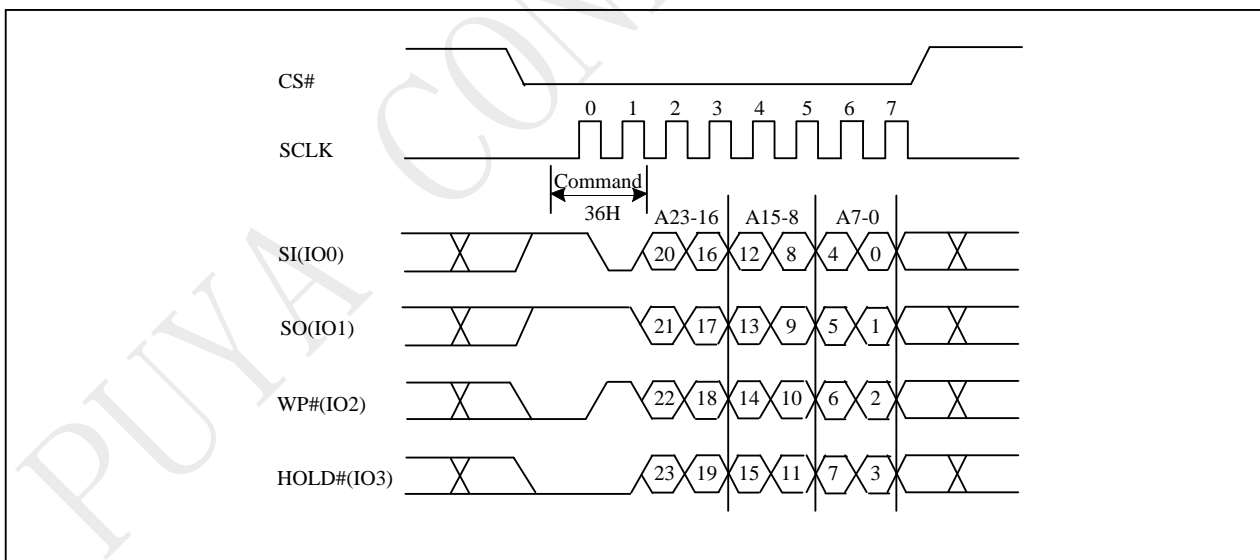 PUYA CON
CS#
0 1 2 3 4 5 6 7
SCLK
Command
36H
A23-16 A15-8 A7-0
SI(IO0) 20 16 12 8 4 0
SO(IO1) 21 17 13 9 5 1
WP#(IO2) 22 18 14 10 6 2
HOLD#(IO3) 23 19 15 11 7 3